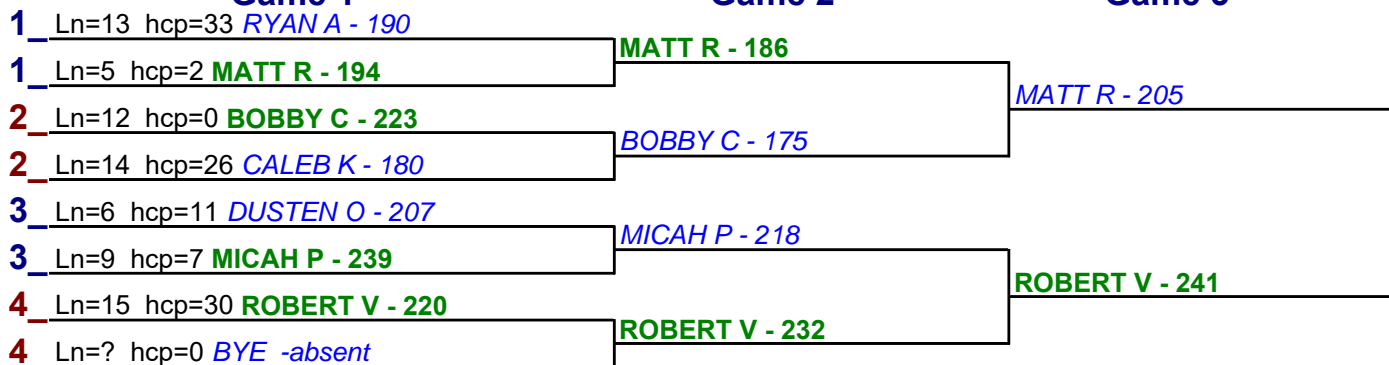 1_ Ln=13 hcp=33 RYAN A - 190
1_ Ln=5 hcp=2 MATT R - 194
2_ Ln=12 hcp=0 BOBBY C - 223
2_ Ln=14 hcp=26 CALEB K - 180
3_ Ln=6 hcp=11 DUSTEN O - 207
3_ Ln=9 hcp=7 MICAH P - 239
4_ Ln=15 hcp=30 ROBERT V - 220
4 Ln=? hcp=0 BYE -absent
MATT R - 186
BOBBY C - 175
MICAH P - 218
ROBERT V - 232
MATT R - 205
ROBERT V - 241